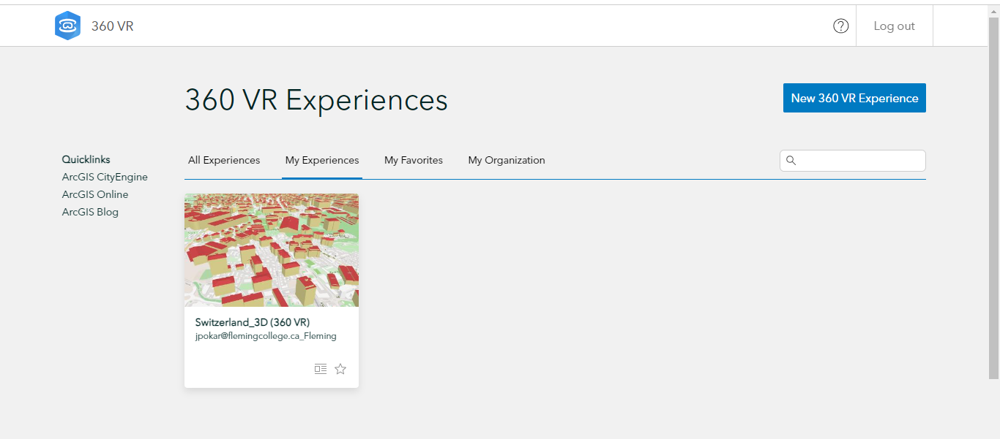 360 VR
Log out
360 VR Experiences
New 360 VR Experience
Quicklinks
ArcGIS CityEngine
ArcGIS Online
ArcGIS Blog
All Experiences My Experiences My Favorites My Organization
Switzerland_3D (360 VR)
jpokar@flemingcollege.ca_Fleming